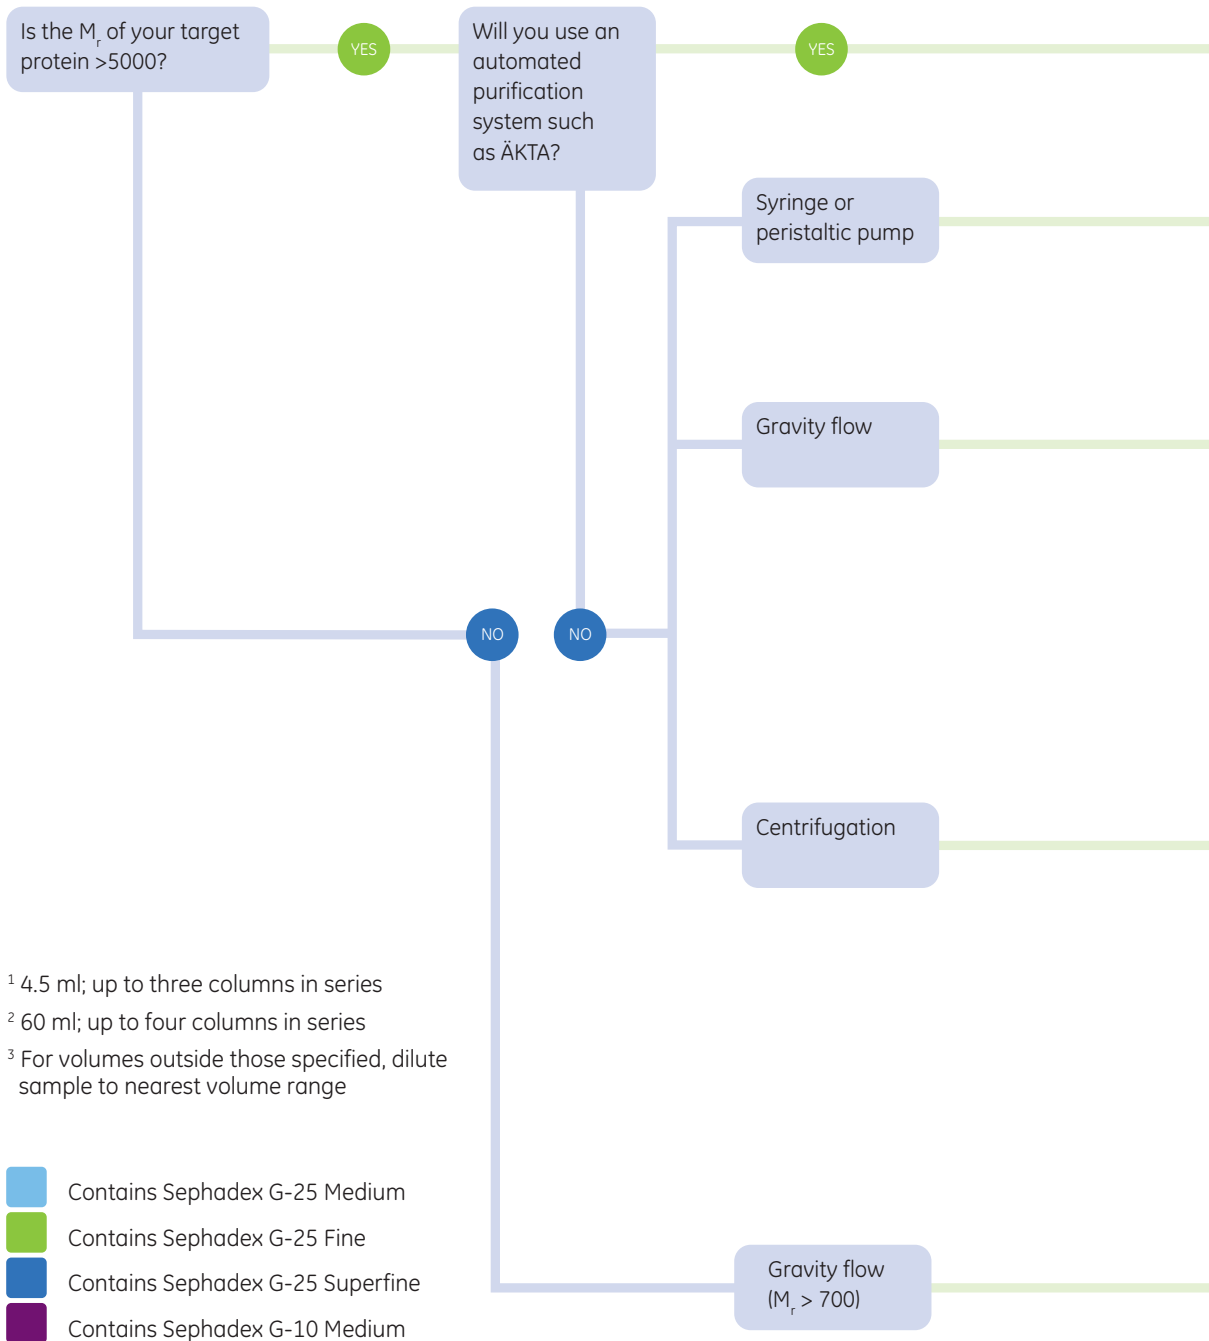 Is the Mr of your target
protein >5000?
YES
Will you use an
automated
purification
system such
as ÄKTA?
YES
Syringe or
peristaltic pump
Gravity flow
NO
NO
Centrifugation
1 4.5 ml; up to three columns in series
2 60 ml; up to four columns in series
3 For volumes outside those specified, dilute
sample to nearest volume range
Contains Sephadex G-25 Medium
Contains Sephadex G-25 Fine
Contains Sephadex G-25 Superfine
Contains Sephadex G-10 Medium
Gravity flow
(Mr > 700)